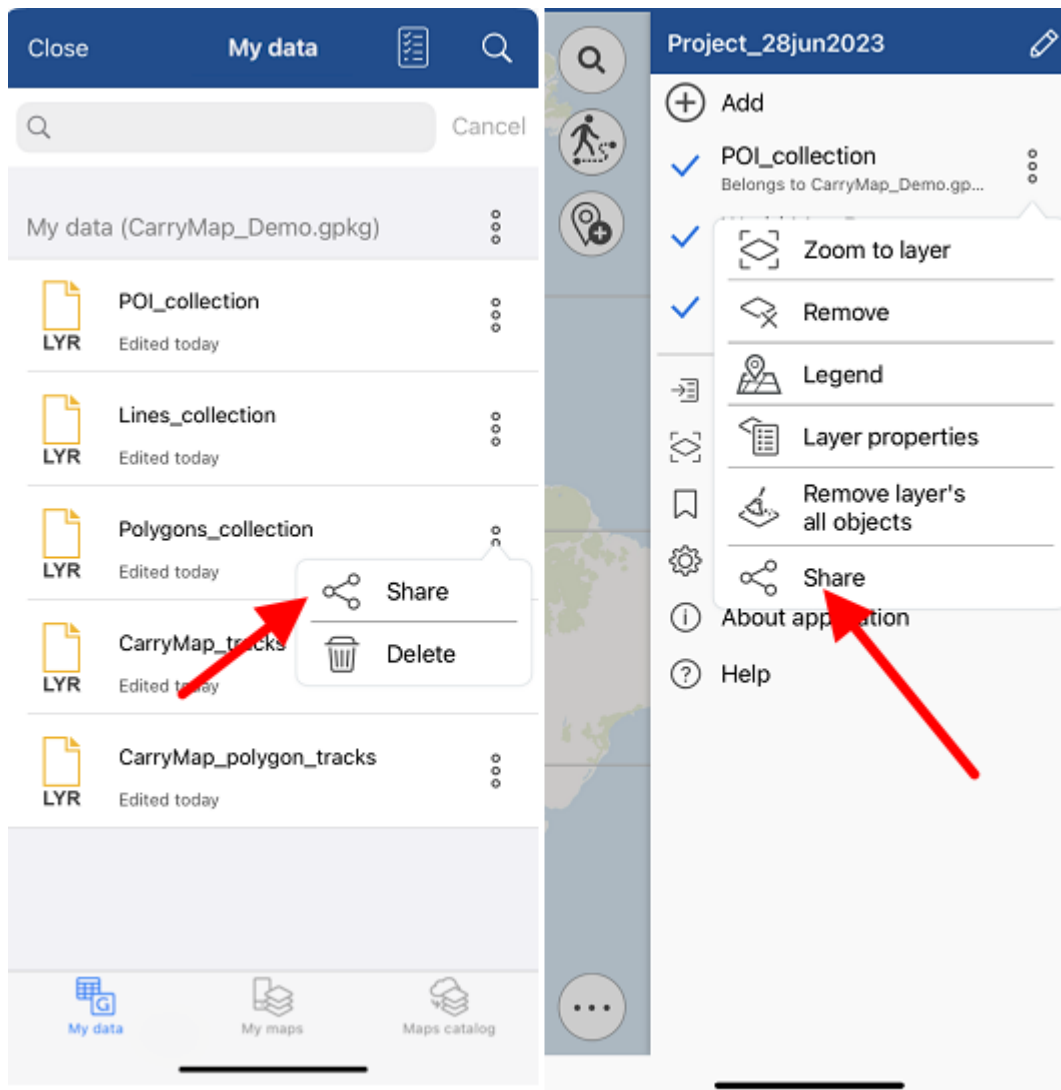 Close
My data
Cancel
My data (CarryMap_Demo.gpkg)
POI_collection
LYR
Edited today
Lines_collection
LYR
Edited today
Polygons_collection
LYR
Edited today
Share
Delete
CarryMap_tracks
LYR
Edited today
CarryMap_polygon_tracks
LYR
Edited today
G
My data
My maps
Maps catalog
Project_28jun2023
Add
POI_collection
Belongs to CarryMap_Demo.gp...
Zoom to layer
Remove
Legend
Layer properties
Remove layer's
all objects
Share
About application
Help